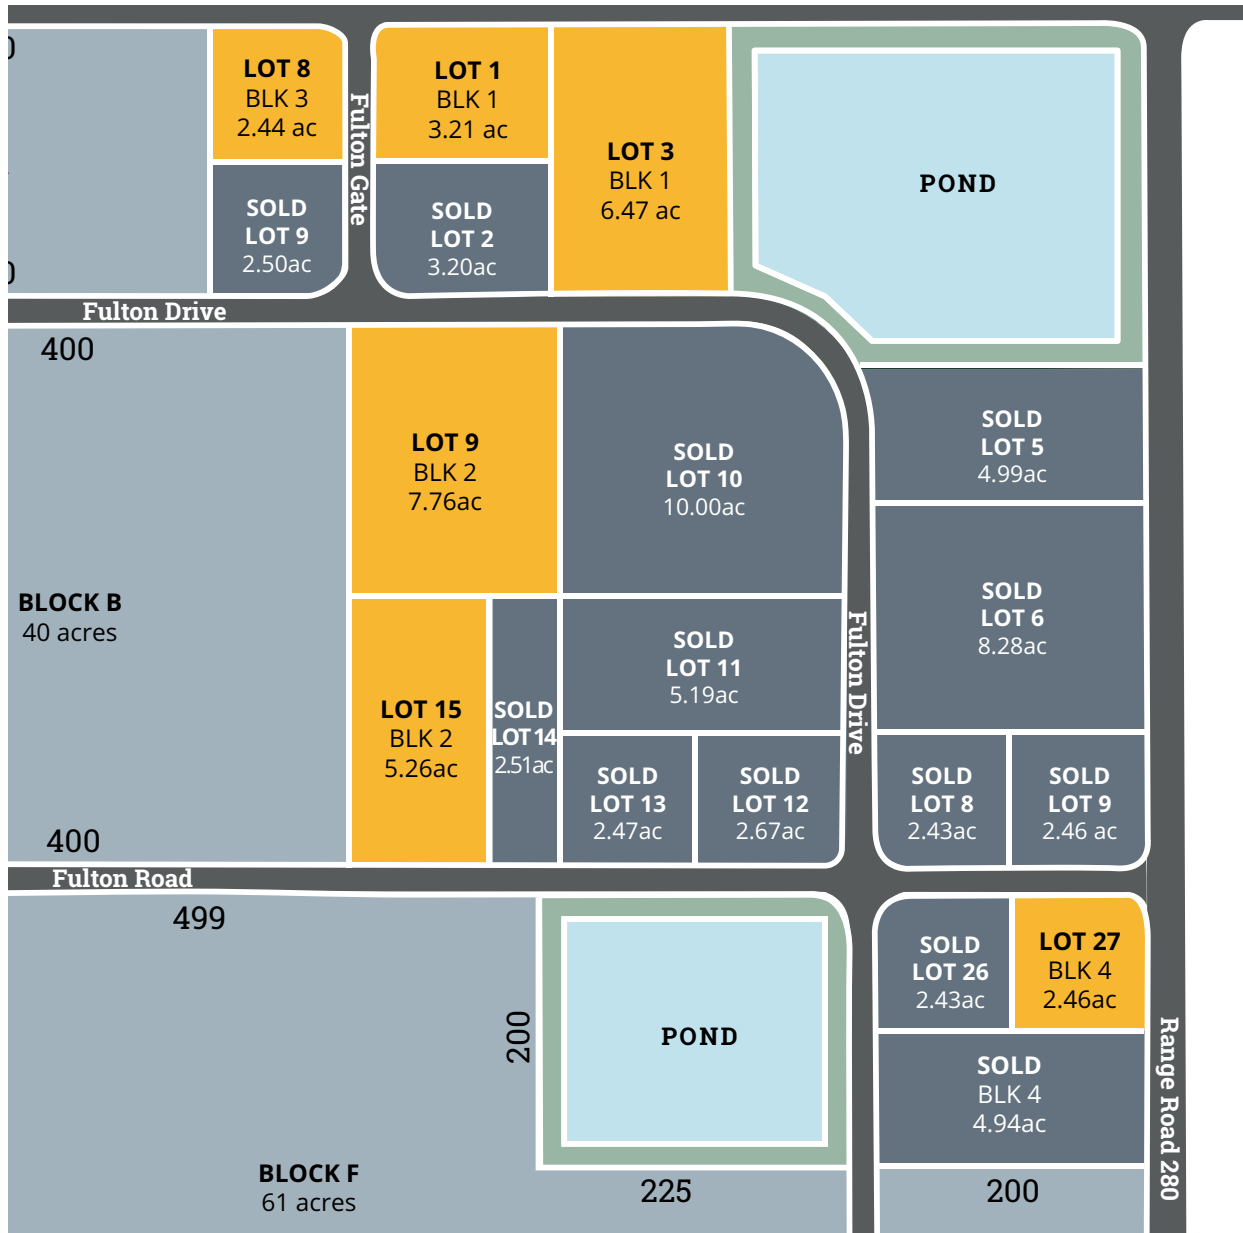 LOT 8
BLK 3
2.44 ac
SOLD
LOT 9
2.50ac
Fulton Gate
LOT 1
BLK 1
3.21 ac
SOLD
LOT 2
3.20ac
LOT 3
BLK 1
6.47 ac
POND
Fulton Drive
400
LOT 9
BLK 2
7.76ac
SOLD
LOT 10
10.00ac
SOLD
LOT 5
4.99ac
BLOCK B
40 acres
SOLD
LOT 6
8.28ac
SOLD
LOT 11
5.19ac
Fulton Drive
LOT 15
BLK 2
5.26ac
SOLD
LOT 14
2.51ac
SOLD
LOT 13
2.47ac
SOLD
LOT 12
2.67ac
SOLD
LOT 8
2.43ac
SOLD
LOT 9
2.46 ac
400
Fulton Road
499
200
POND
SOLD
LOT 26
2.43ac
LOT 27
BLK 4
2.46ac
SOLD
BLK 4
4.94ac
Range Road 280
BLOCK F
61 acres
225
200